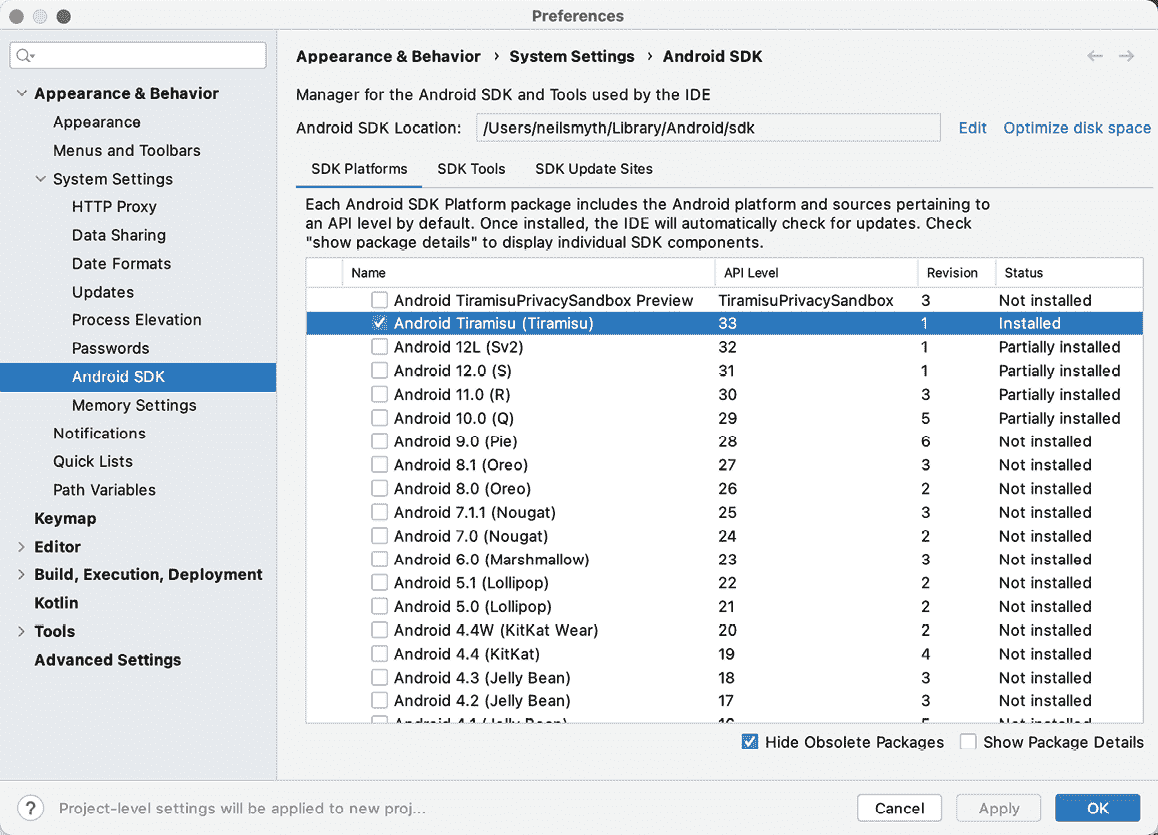 Preferences
Appearance & Behavior
Appearance
Menus and Toolbars
System Settings
HTTP Proxy
Data Sharing
Date Formats
Updates
Process Elevation
Passwords
Android SDK
Memory Settings
Notifications
Quick Lists
Path Variables
Keymap
Editor
Build, Execution, Deployment
Kotlin
Tools
Advanced Settings
Appearance & Behavior › System Settings › Android SDK
Manager for the Android SDK and Tools used by the IDE
Android SDK Location: /Users/neilsmyth/Library/Android/sdk Edit Optimize disk space
SDK Platforms SDK Tools SDK Update Sites
Each Android SDK Platform package includes the Android platform and sources pertaining to
an API level by default. Once installed, the IDE will automatically check for updates. Check
"show package details" to display individual SDK components.
Name API Level Revision Status
Android TiramisuPrivacySandbox Preview TiramisuPrivacySandbox 3 Not installed
Android Tiramisu (Tiramisu) 33 1 Installed
Android 12L (Sv2) 32 1 Partially installed
Android 12.0 (S) 31 1 Partially installed
Android 11.0 (R) 30 3 Partially installed
Android 10.0 (Q) 29 5 Partially installed
Android 9.0 (Pie) 28 6 Not installed
Android 8.1 (Oreo) 27 3 Not installed
Android 8.0 (Oreo) 26 2 Not installed
Android 7.1.1 (Nougat) 25 3 Not installed
Android 7.0 (Nougat) 24 2 Not installed
Android 6.0 (Marshmallow) 23 3 Not installed
Android 5.1 (Lollipop) 22 2 Not installed
Android 5.0 (Lollipop) 21 2 Not installed
Android 4.4W (KitKat Wear) 20 2 Not installed
Android 4.4 (KitKat) 19 4 Not installed
Android 4.3 (Jelly Bean) 18 3 Not installed
Android 4.2 (Jelly Bean) 17 3 Not installed
Android 4.1 (Jelly Bean) 16 5 Not installed
Hide Obsolete Packages Show Package Details
? Project-level settings will be applied to new proj... Cancel Apply OK